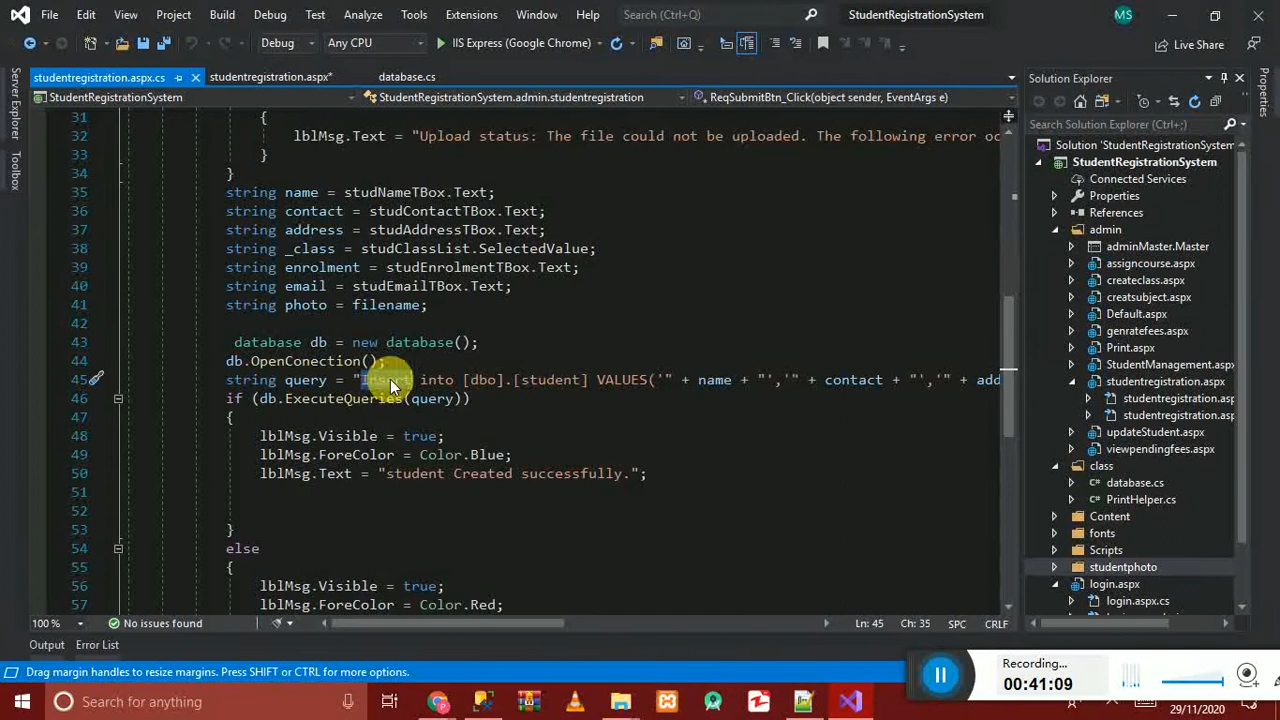 File Edit View Project Build Debug Test Analyze Tools Extensions Window Help Search (Ctrl+Q) StudentRegistrationSystem MS
Debug Any CPU IIS Express (Google Chrome) Live Share
studentregistration.aspx.cs studentregistration.aspx* database.cs
StudentRegistrationSystem StudentRegistrationSystem.admin.studentregistration ReqSubmitBtn_Click(object sender, EventArgs e)
Server Explorer
Toolbox
31 {
32 lblMsg.Text = "Upload status: The file could not be uploaded. The following error oc
33 }
34 }
35 string name = studNameTBox.Text;
36 string contact = studContactTBox.Text;
37 string address = studAddressTBox.Text;
38 string _class = studClassList.SelectedValue;
39 string enrolment = studEnrolmentTBox.Text;
40 string email = studEmailTBox.Text;
41 string photo = filename;
42
43 database db = new database();
44 db.OpenConection();
45 string query = "Insert into [dbo].[student] VALUES('" + name + "','" + contact + "','" + add
46 if (db.ExecuteQueries(query))
47 {
48 lblMsg.Visible = true;
49 lblMsg.ForeColor = Color.Blue;
50 lblMsg.Text = "student Created successfully.";
51
52
53 }
54 else
55 {
56 lblMsg.Visible = true;
57 lblMsg.ForeColor = Color.Red;
100 % No issues found Ln: 45 Ch: 35 SPC CRLF
Output Error List
Solution Explorer
Search Solution Explorer (Ctrl+;)
Solution 'StudentRegistrationSystem
StudentRegistrationSystem
Connected Services
Properties
References
admin
adminMaster.Master
assigncourse.aspx
createclass.aspx
creatsubject.aspx
Default.aspx
genratefees.aspx
Print.aspx
StudentManagement.aspx
studentregistration.aspx
studentregistration.asp
studentregistration.asp
updateStudent.aspx
viewpendingfees.aspx
class
database.cs
PrintHelper.cs
Content
fonts
Scripts
studentphoto
login.aspx
login.aspx.cs
Properties
Drag margin handles to resize margins. Press SHIFT or CTRL for more options.
Recording...
00:41:09
Search for anything
29/11/2020